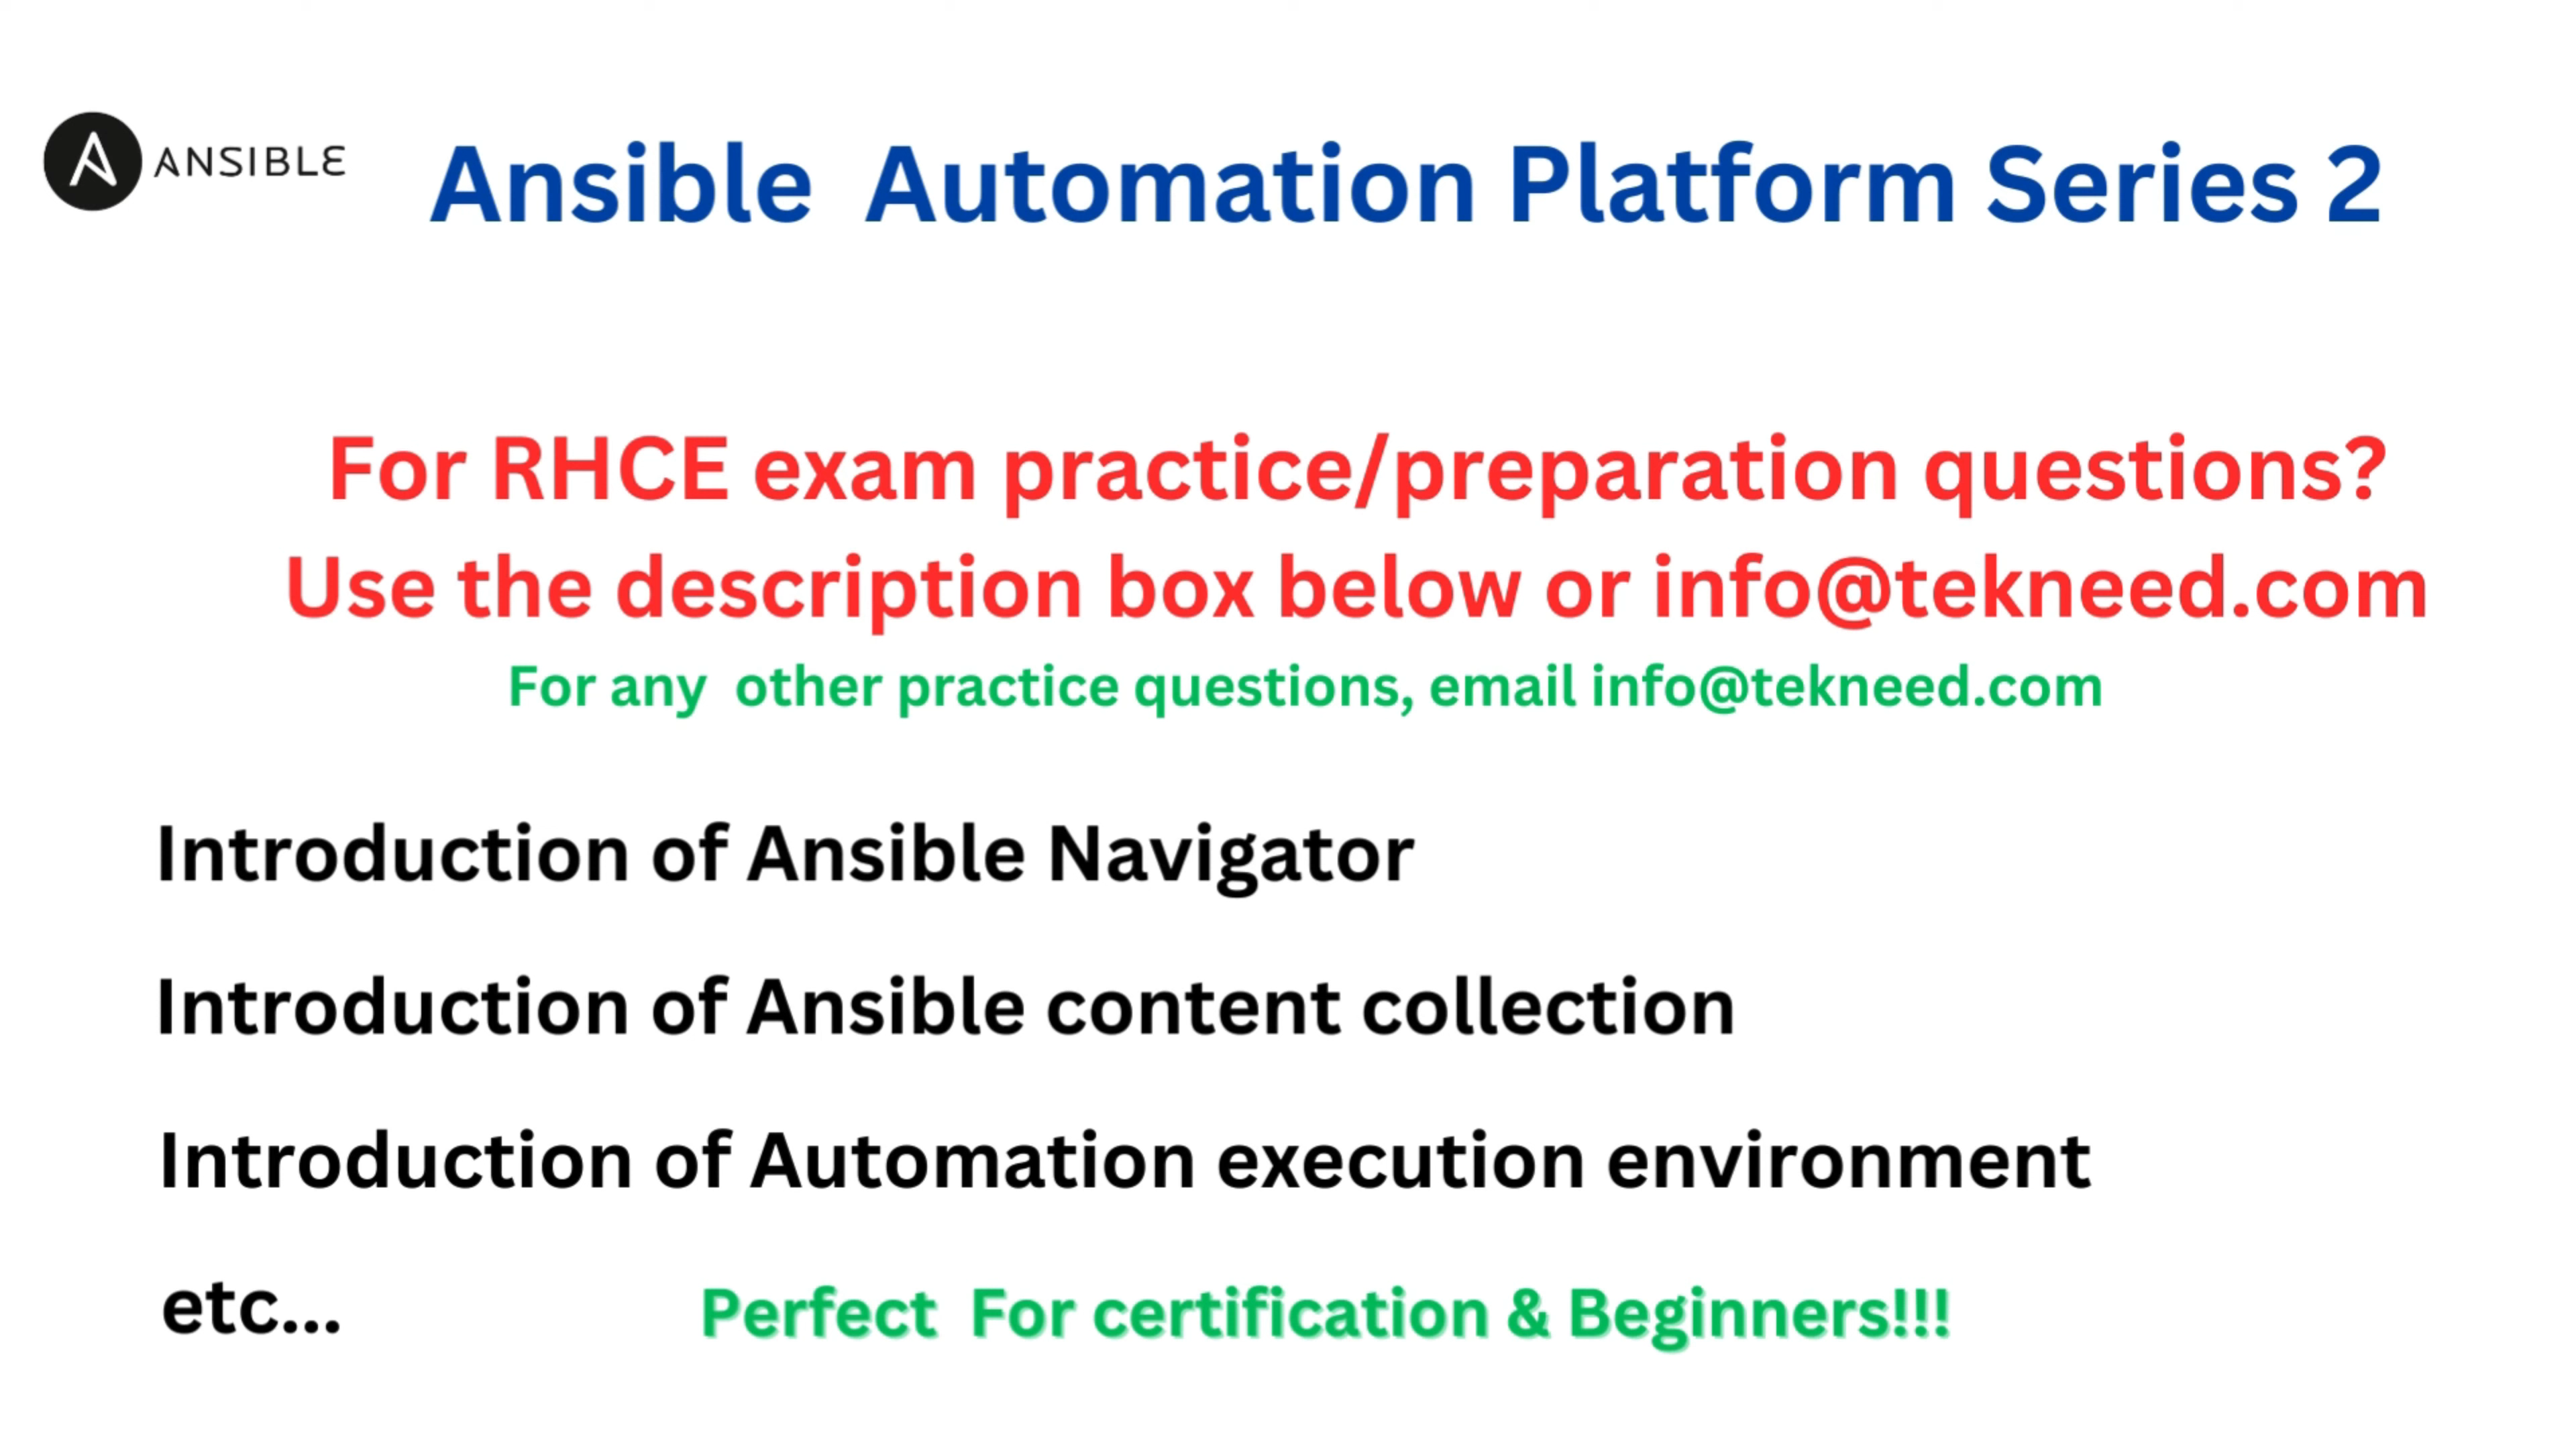 ANSIBLE
Ansible Automation Platform Series 2
For RHCE exam practice/preparation questions?
Use the description box below or info@tekneed.com
For any other practice questions, email info@tekneed.com
Introduction of Ansible Navigator
Introduction of Ansible content collection
Introduction of Automation execution environment
etc...
Perfect For certification & Beginners!!!